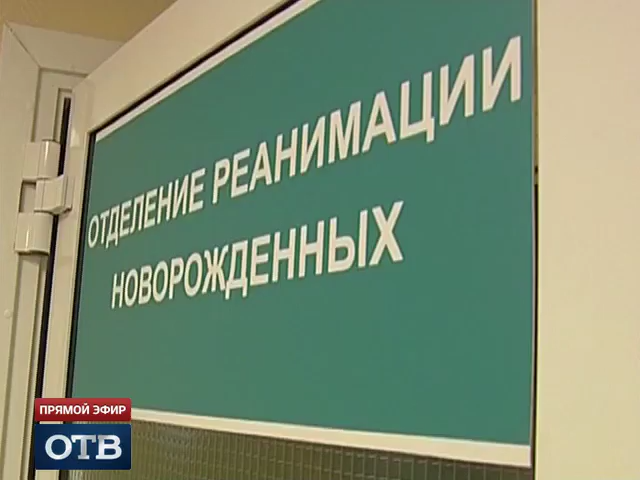 ОТДЕЛЕНИЕ РЕАНИМАЦИИ
НОВОРОЖДЕННЫХ
ПРЯМОЙ ЭФИР
ОТВ